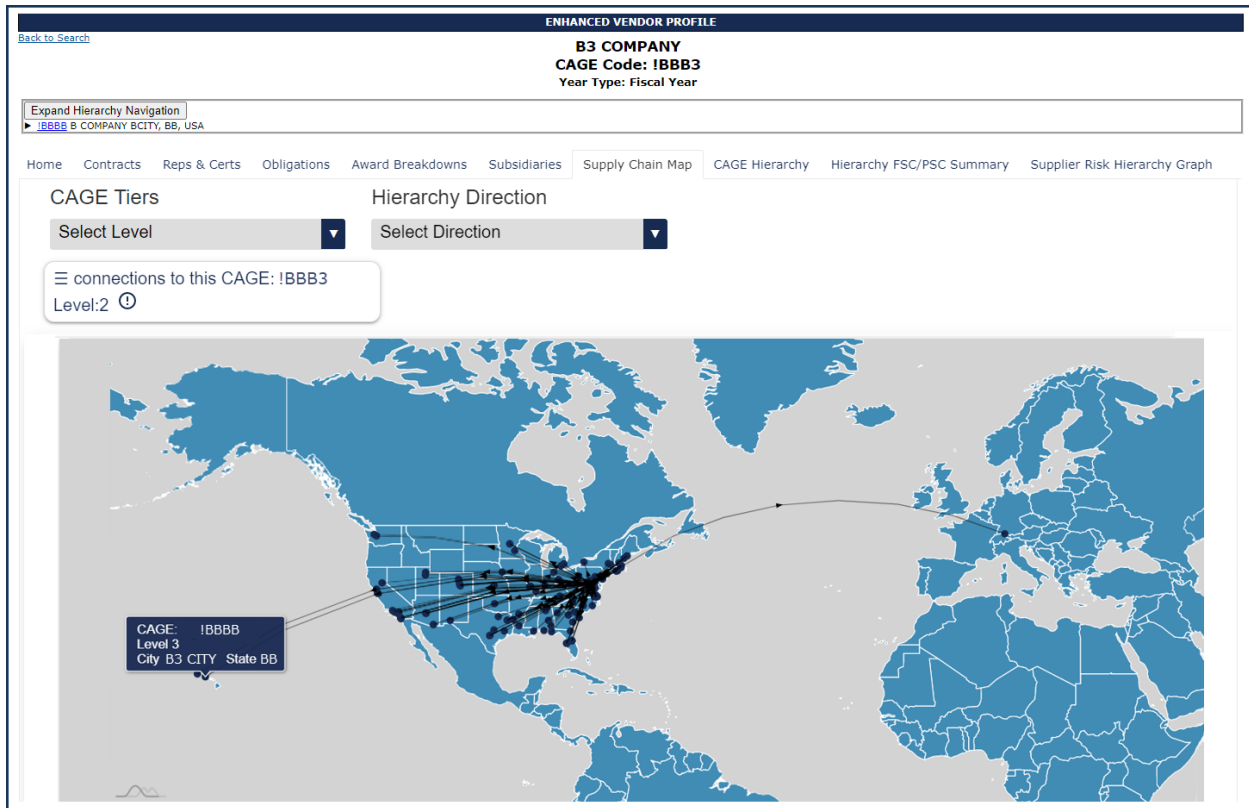 ENHANCED VENDOR PROFILE
Back to Search
B3 COMPANY
CAGE Code: !BBB3
Year Type: Fiscal Year
Expand Hierarchy Navigation
► !BBBB B COMPANY BCITY, BB, USA
Home Contracts Reps & Certs Obligations Award Breakdowns Subsidiaries Supply Chain Map CAGE Hierarchy Hierarchy FSC/PSC Summary Supplier Risk Hierarchy Graph
CAGE Tiers Hierarchy Direction
Select Level ▼ Select Direction ▼
☰ connections to this CAGE: !BBB3
Level:2
CAGE: !BBBB
Level 3
City B3 CITY State BB